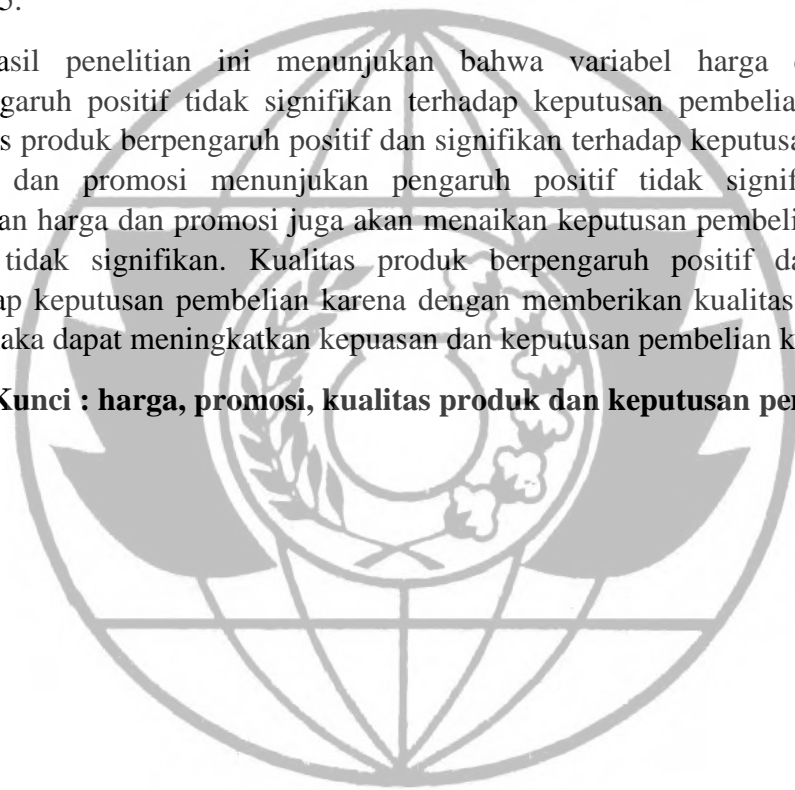 asil penelitian ini menunjukan bahwa variabel harga
garuh positif tidak signifikan terhadap keputusan pembelia
s produk berpengaruh positif dan signifikan terhadap keputusa
dan promosi menunjukan pengaruh positif tidak signif
an harga dan promosi juga akan menaikan keputusan pembeli
tidak signifikan. Kualitas produk berpengaruh positif da
ap keputusan pembelian karena dengan memberikan kualitas
aka dapat meningkatkan kepuasan dan keputusan pembelian k
Kunci : harga, promosi, kualitas produk dan keputusan pe